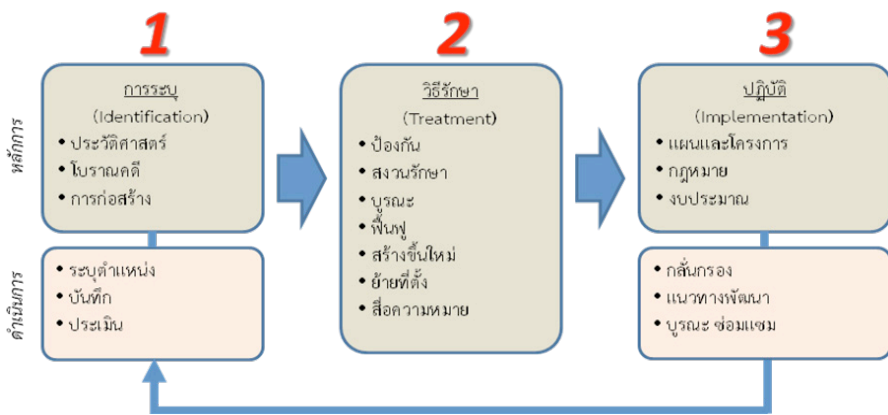 1
2
3
หลักการ
การระบุ
(Identification)
• ประวัติศาสตร์
• โบราณคดี
• การก่อสร้าง
วิธีรักษา
(Treatment)
• ป้องกัน
• สงวนรักษา
• บูรณะ
• ฟื้นฟู
• สร้างขึ้นใหม่
• ย้ายที่ตั้ง
• สื่อความหมาย
ปฏิบัติ
(Implementation)
• แผนและโครงการ
• กฎหมาย
• งบประมาณ
ดำเนินการ
• ระบุตำแหน่ง
• บันทึก
• ประเมิน
• กลั่นกรอง
• แนวทางพัฒนา
• บูรณะ ซ่อมแซม